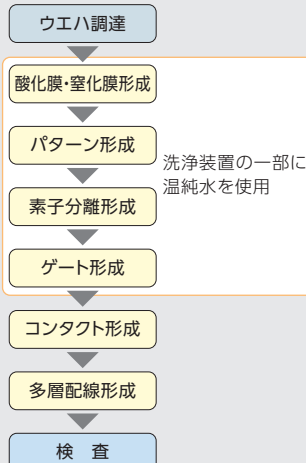 ウエハ調達
酸化膜・窒化膜形成
パターン形成
洗浄装置の一部に
温純水を使用
素子分離形成
ゲート形成
コンタクト形成
多層配線形成
検　査